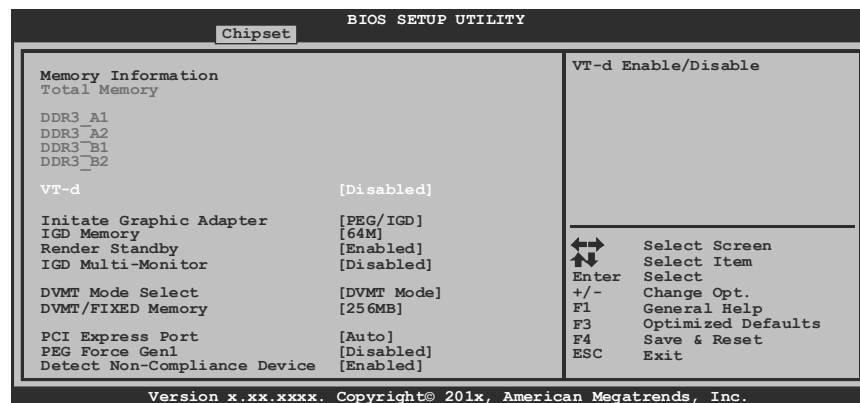 BIOS SETUP UTILITY
Chipset
Memory Information
Total Memory
DDR3_A1
DDR3_A2
DDR3_B1
DDR3_B2
VT-d [Disabled]
Initate Graphic Adapter [PEG/IGD]
IGD Memory [64M]
Render Standby [Enabled]
IGD Multi-Monitor [Disabled]
DVMT Mode Select [DVMT Mode]
DVMT/FIXED Memory [256MB]
PCI Express Port [Auto]
PEG Force Gen1 [Disabled]
Detect Non-Compliance Device [Enabled]
VT-d Enable/Disable
Select Screen
Select Item
Enter Select
+/- Change Opt.
F1 General Help
F3 Optimized Defaults
F4 Save & Reset
ESC Exit
Version x.xx.xxxx. Copyright© 201x, American Megatrends, Inc.